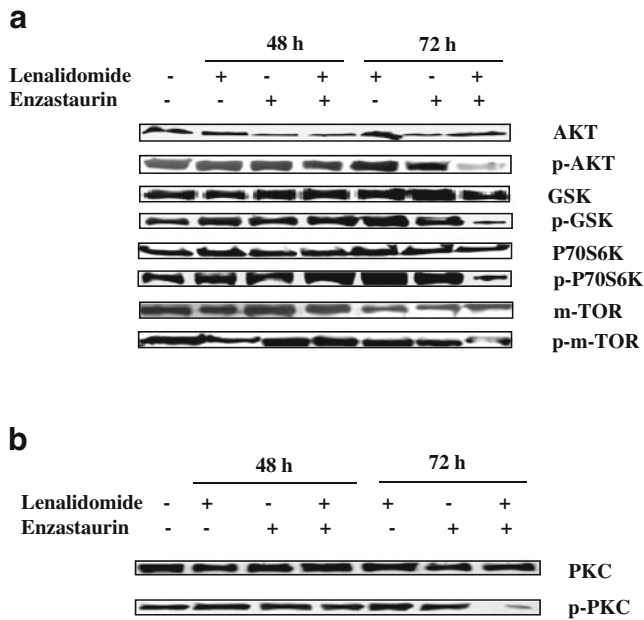 a
48 h 72 h
Lenalidomide - + - + + - +
Enzastaurin - - + + - + +
AKT
p-AKT
GSK
p-GSK
P70S6K
p-P70S6K
m-TOR
p-m-TOR
b
48 h 72 h
Lenalidomide - + - + + - +
Enzastaurin - - + + - + +
PKC
p-PKC